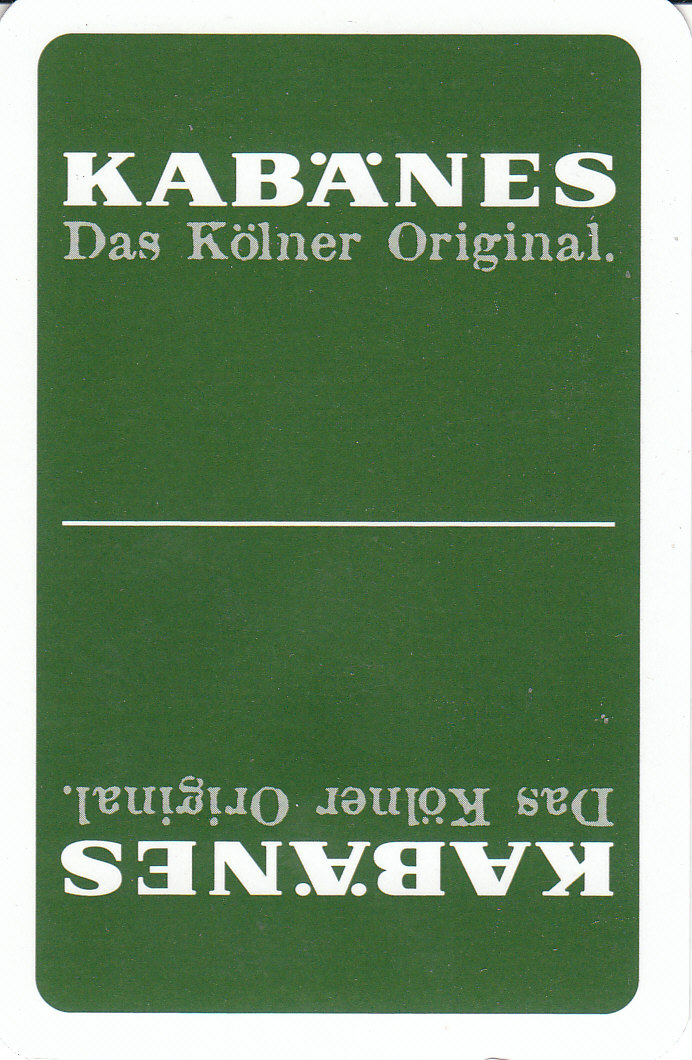 KABÄNES
Das Kölner Original.
Das Kölner Original.
KABÄNES